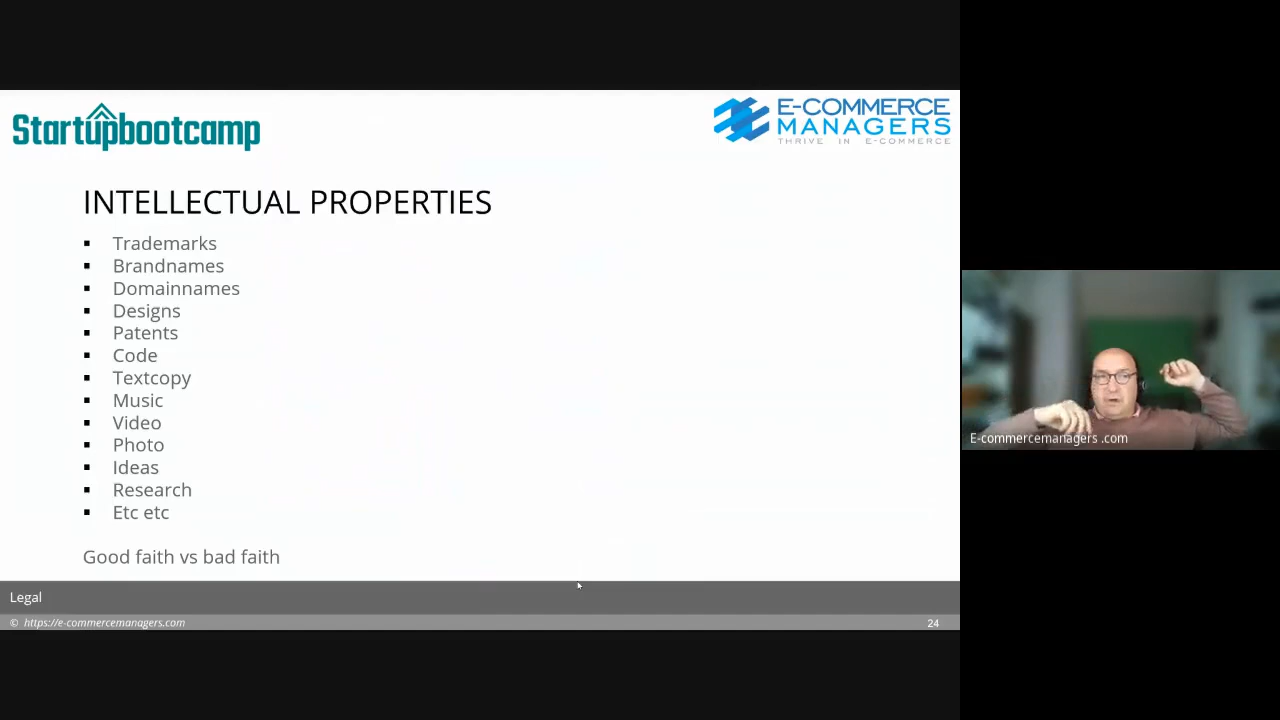 Startupbootcamp
E-COMMERCE
MANAGERS
THRIVE IN E-COMMERCE
INTELLECTUAL PROPERTIES
▪ Trademarks
▪ Brandnames
▪ Domainnames
▪ Designs
▪ Patents
▪ Code
▪ Textcopy
▪ Music
▪ Video
▪ Photo
▪ Ideas
▪ Research
▪ Etc etc
Good faith vs bad faith
Legal
© https://e-commercemanagers.com
24
E-commercemanagers .com